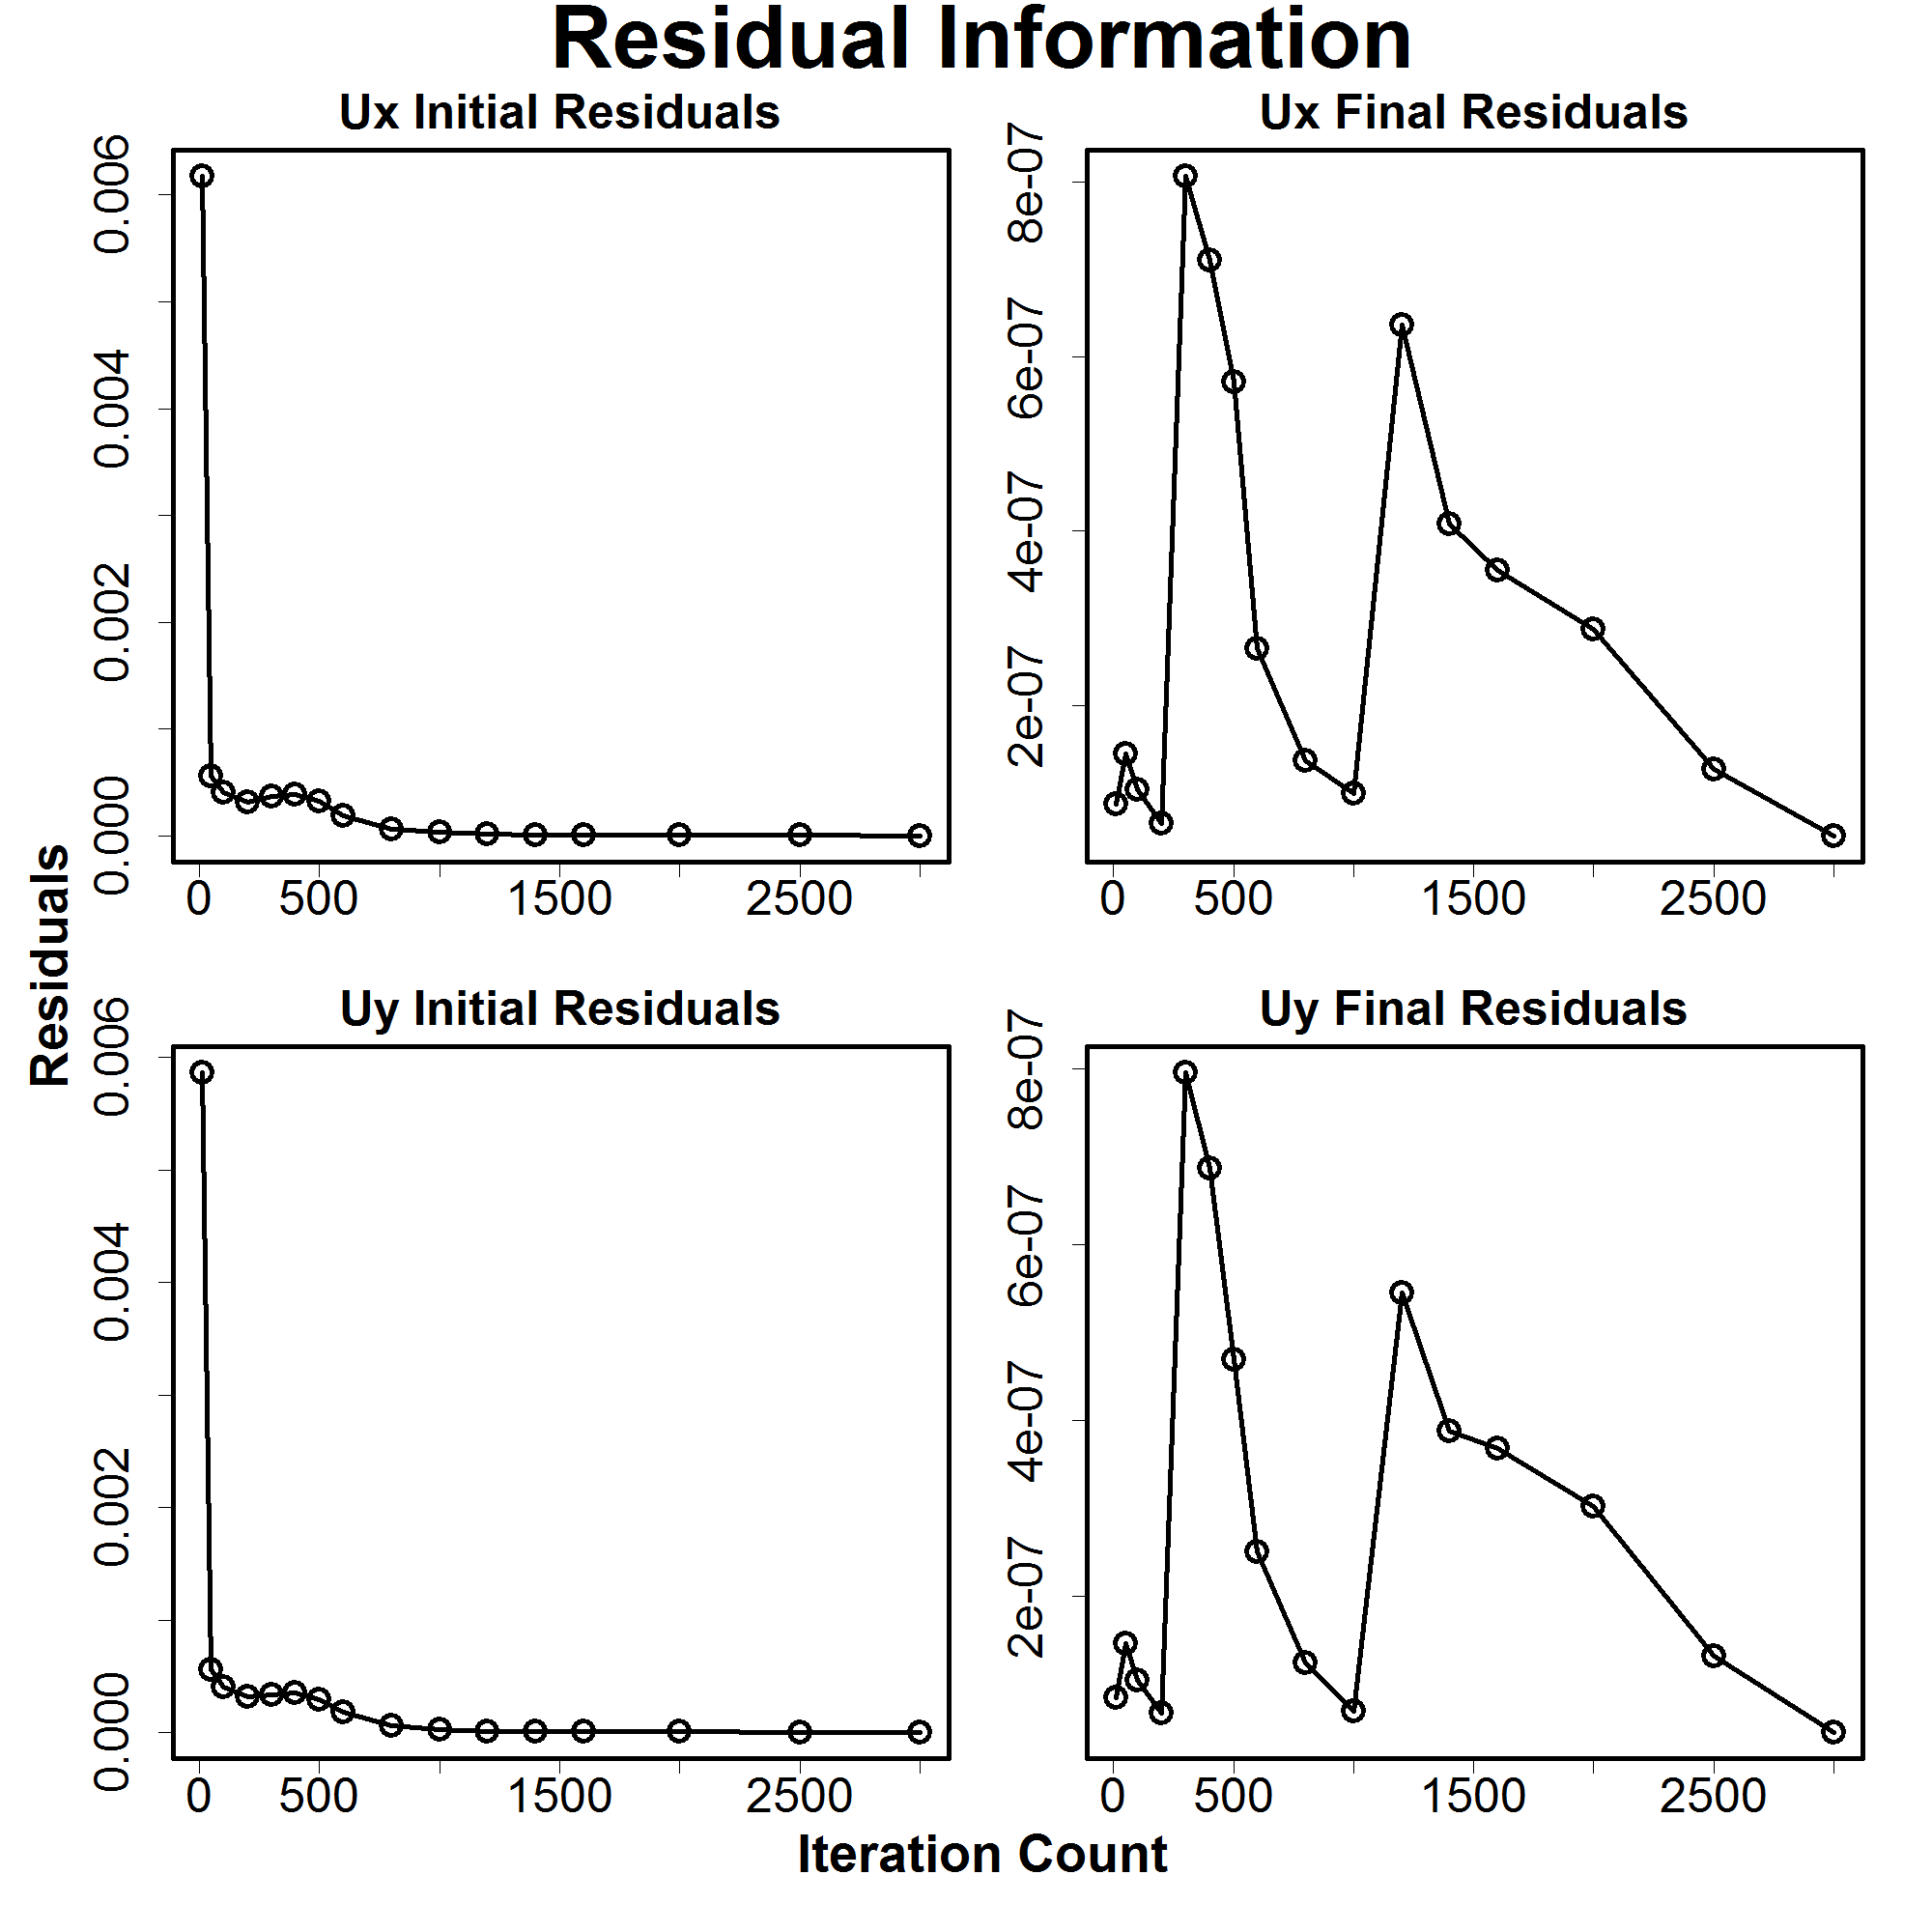 Residual Information
Ux Initial Residuals
Ux Final Residuals
0.006
0.004
0.002
0.000
0 500 1500 2500
8e-07
6e-07
4e-07
2e-07
0 500 1500 2500
Residuals
Uy Initial Residuals
Uy Final Residuals
0.006
0.004
0.002
0.000
0 500 1500 2500
8e-07
6e-07
4e-07
2e-07
0 500 1500 2500
Iteration Count